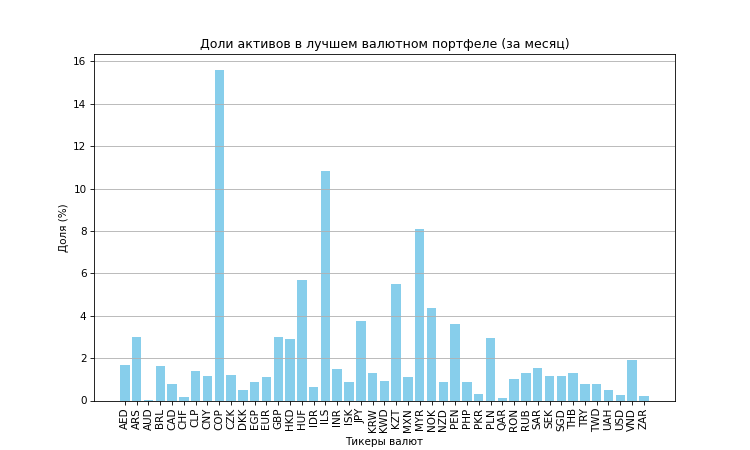 Доли активов в лучшем валютном портфеле (за месяц)
16
14
12
10
8
6
4
2
0
Доля (%)
AED ARS AUD BRL CAD CHF CLP CNY COP CZK DKK EGP EUR GBP HKD HUF IDR ILS INR ISK JPY KRW KWD KZT MXN MYR NOK NZD PEN PHP PKR PLN QAR RON RUB SAR SEK SGD THB TRY TWD UAH USD VND ZAR
Тикеры валют